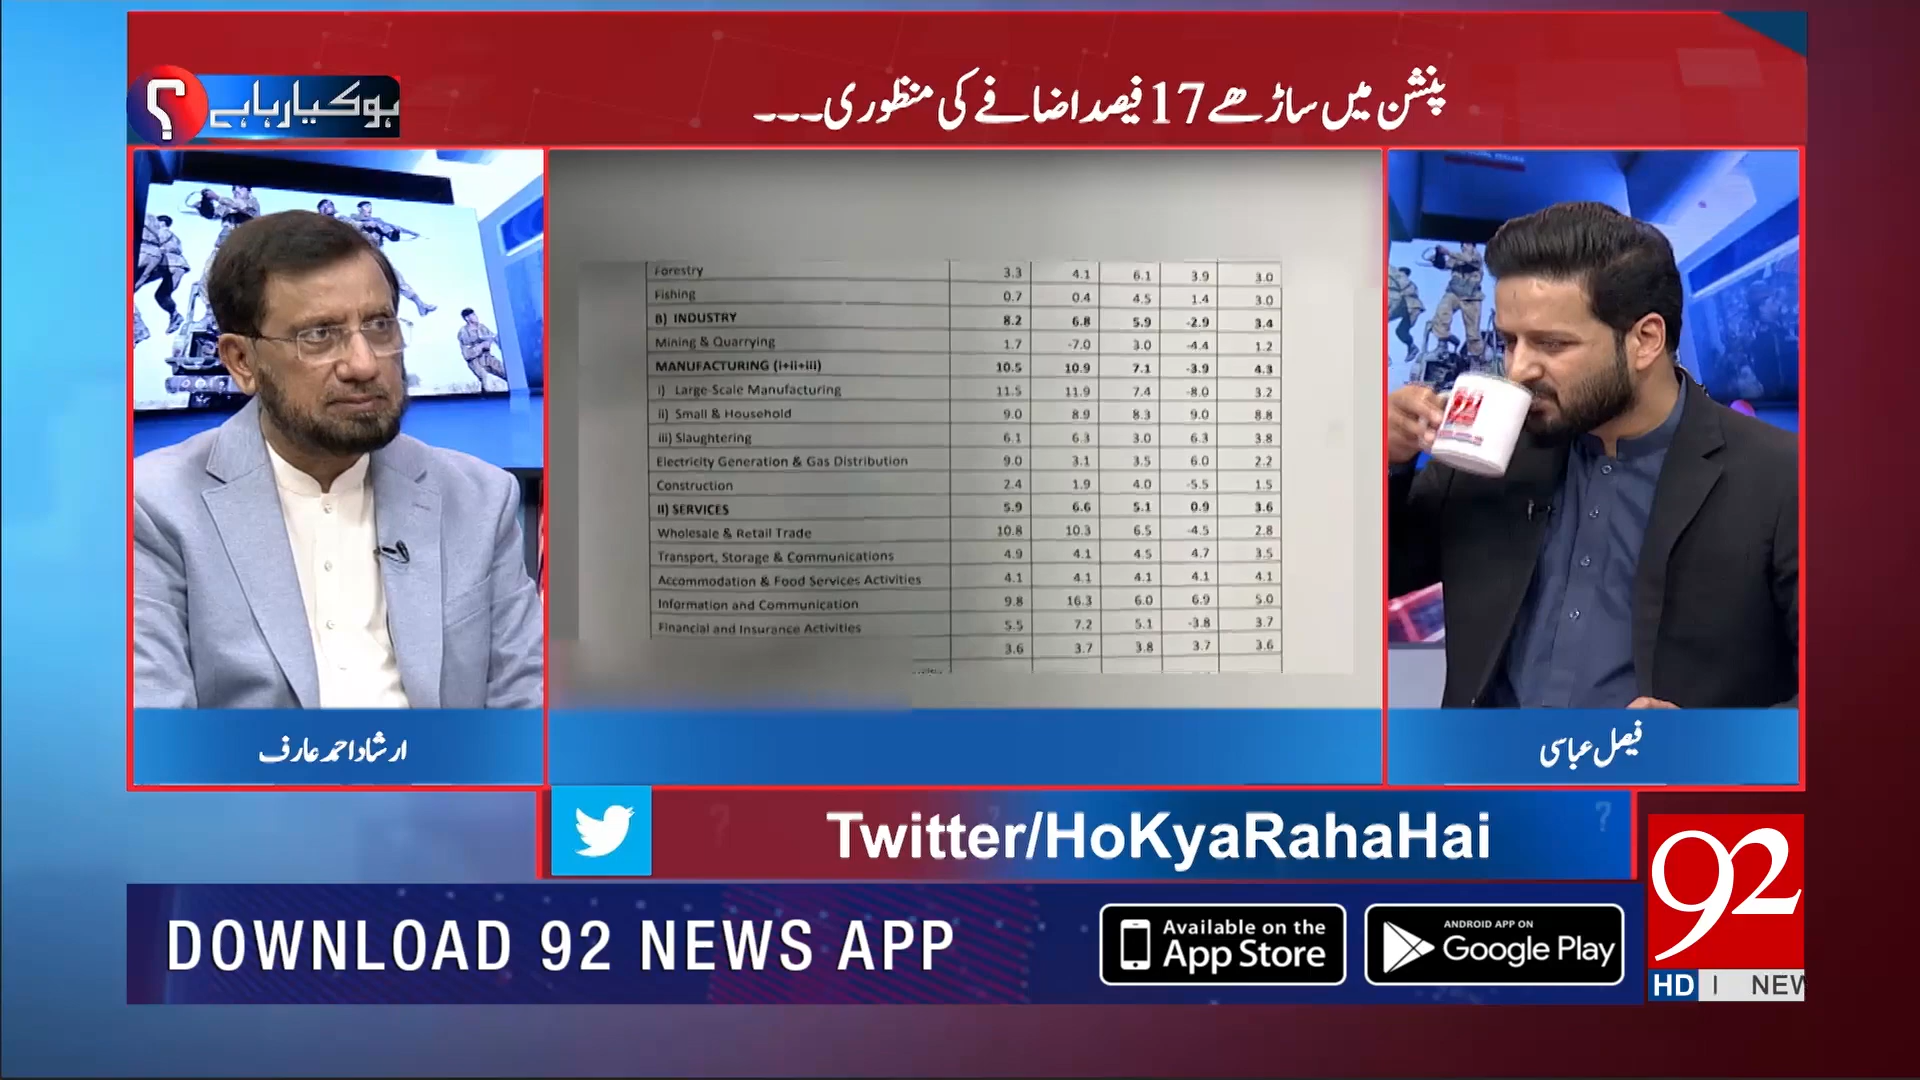 پنشن میں ساڑھے 17 فیصد اضافے کی منظوری ۔۔۔
ہو کیا رہا ہے ؟
Forestry 3.3 4.1 6.1 3.9 3.0
Fishing 0.7 0.4 4.5 1.4 3.0
B) INDUSTRY 8.2 6.8 5.9 -2.9 3.4
Mining & Quarrying 1.7 -7.0 3.0 -4.4 1.2
MANUFACTURING (i+ii+iii) 10.5 10.9 7.1 -3.9 4.3
i) Large-Scale Manufacturing 11.5 11.9 7.4 -8.0 3.2
ii) Small & Household 9.0 8.9 8.3 9.0 8.8
iii) Slaughtering 6.1 6.3 3.0 6.3 3.8
Electricity Generation & Gas Distribution 9.0 3.1 3.5 6.0 2.2
Construction 2.4 1.9 4.0 -5.5 1.5
II) SERVICES 5.9 6.6 5.1 0.9 3.6
Wholesale & Retail Trade 10.8 10.3 6.5 -4.5 2.8
Transport, Storage & Communications 4.9 4.1 4.5 4.7 3.5
Accommodation & Food Services Activities 4.1 4.1 4.1 4.1 4.1
Information and Communication 9.8 16.3 6.0 6.9 5.0
Financial and Insurance Activities 5.5 7.2 5.1 -3.8 3.7
3.6 3.7 3.8 3.7 3.6
92
ارشاد احمد عارف
فیصل عباسی
Twitter/HoKyaRahaHai
DOWNLOAD 92 NEWS APP
Available on the
App Store
ANDROID APP ON
Google Play
92
HD NEW